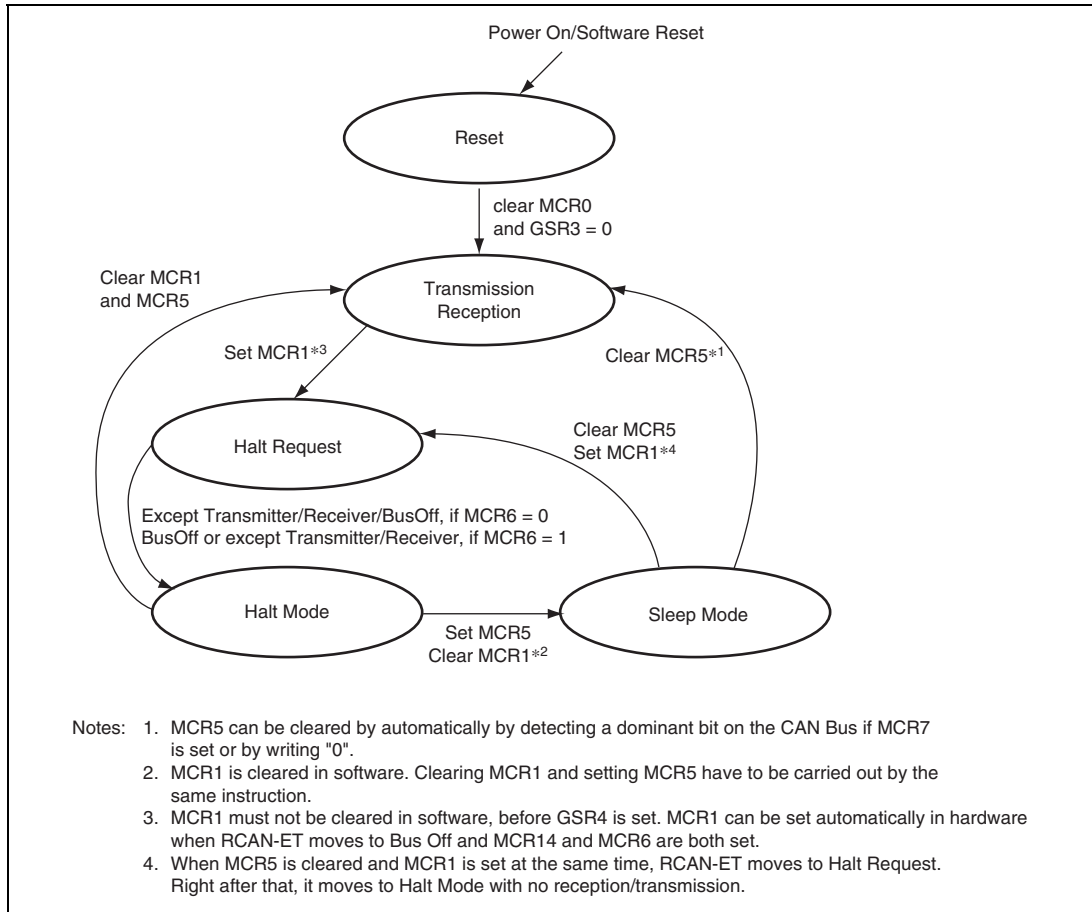 Power On/Software Reset
Reset
clear MCR0
and GSR3 = 0
Clear MCR1
and MCR5
Transmission
Reception
Set MCR1*3
Clear MCR5*1
Halt Request
Clear MCR5
Set MCR1*4
Except Transmitter/Receiver/BusOff, if MCR6 = 0
BusOff or except Transmitter/Receiver, if MCR6 = 1
Halt Mode
Sleep Mode
Set MCR5
Clear MCR1*2
Notes: 1. MCR5 can be cleared by automatically by detecting a dominant bit on the CAN Bus if MCR7
is set or by writing "0".
2. MCR1 is cleared in software. Clearing MCR1 and setting MCR5 have to be carried out by the
same instruction.
3. MCR1 must not be cleared in software, before GSR4 is set. MCR1 can be set automatically in hardware
when RCAN-ET moves to Bus Off and MCR14 and MCR6 are both set.
4. When MCR5 is cleared and MCR1 is set at the same time, RCAN-ET moves to Halt Request.
Right after that, it moves to Halt Mode with no reception/transmission.